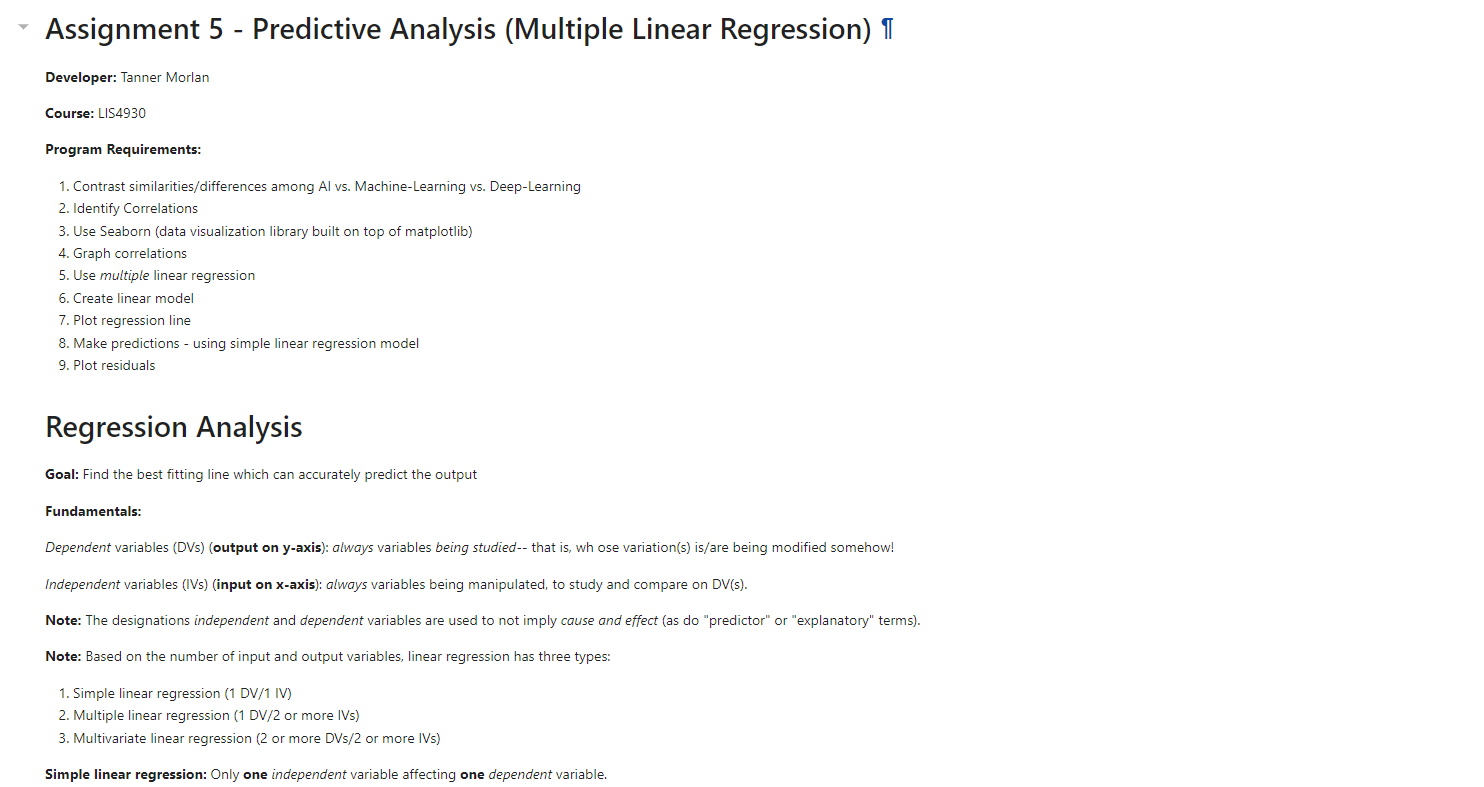 Assignment 5 - Predictive Analysis (Multiple Linear Regression) ¶
Developer: Tanner Morlan
Course: LIS4930
Program Requirements:
1. Contrast similarities/differences among AI vs. Machine-Learning vs. Deep-Learning
2. Identify Correlations
3. Use Seaborn (data visualization library built on top of matplotlib)
4. Graph correlations
5. Use multiple linear regression
6. Create linear model
7. Plot regression line
8. Make predictions - using simple linear regression model
9. Plot residuals
Regression Analysis
Goal: Find the best fitting line which can accurately predict the output
Fundamentals:
Dependent variables (DVs) (output on y-axis): always variables being studied-- that is, wh ose variation(s) is/are being modified somehow!
Independent variables (IVs) (input on x-axis): always variables being manipulated, to study and compare on DV(s).
Note: The designations independent and dependent variables are used to not imply cause and effect (as do "predictor" or "explanatory" terms).
Note: Based on the number of input and output variables, linear regression has three types:
1. Simple linear regression (1 DV/1 IV)
2. Multiple linear regression (1 DV/2 or more IVs)
3. Multivariate linear regression (2 or more DVs/2 or more IVs)
Simple linear regression: Only one independent variable affecting one dependent variable.